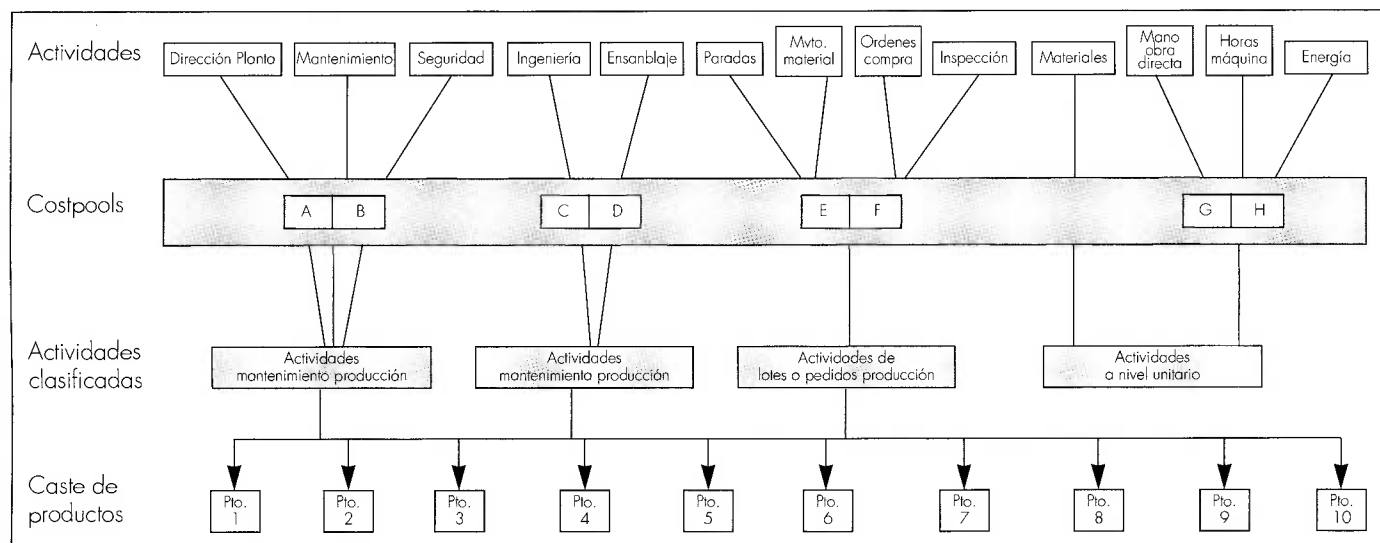 Actividades
Dirección Planto
Mantenimiento
Seguridad
Ingeniería
Ensanblaje
Paradas
Mvto.
material
Ordenes
compra
Inspección
Materiales
Mano
obra
directa
Horas
máquina
Energía
Costpools
A B
C D
E F
G H
Actividades
clasificadas
Actividades
mantenimiento producción
Actividades
mantenimienta producción
Actividades de
lotes o pedidos producción
Actividades
a nivel unitario
Caste de
productos
Pto.
1
Pto.
2
Pto.
3
Pto.
4
Pto.
5
Pto.
6
Pto.
7
Pto.
8
Pto.
9
Pto.
10